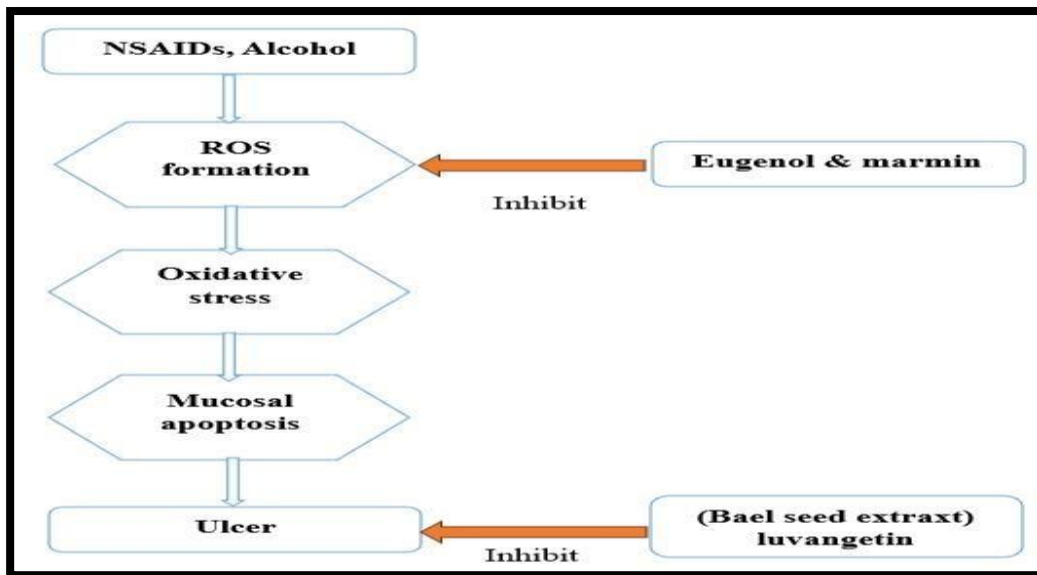 NSAIDs, Alcohol
ROS
formation
Eugenol & marmin
Inhibit
Oxidative
stress
Mucosal
apoptosis
Ulcer
(Bael seed extraxt)
luvangetin
Inhibit